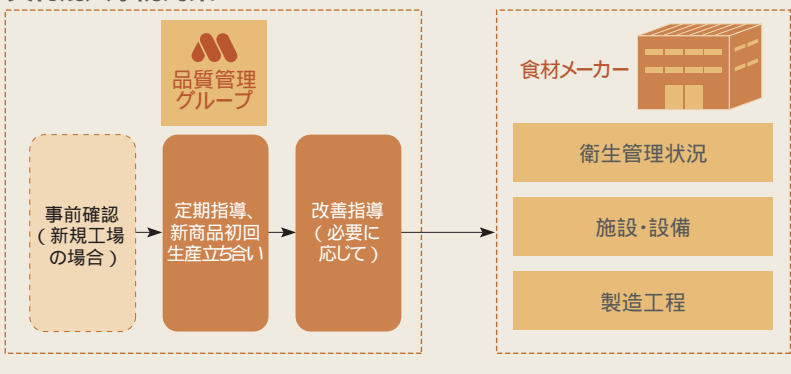 品質管理
グループ
事前確認
(新規工場
の場合)
定期指導、
新商品初回
生産立ち合い
改善指導
(必要に
応じて)
食材メーカー
衛生管理状況
施設・設備
製造工程